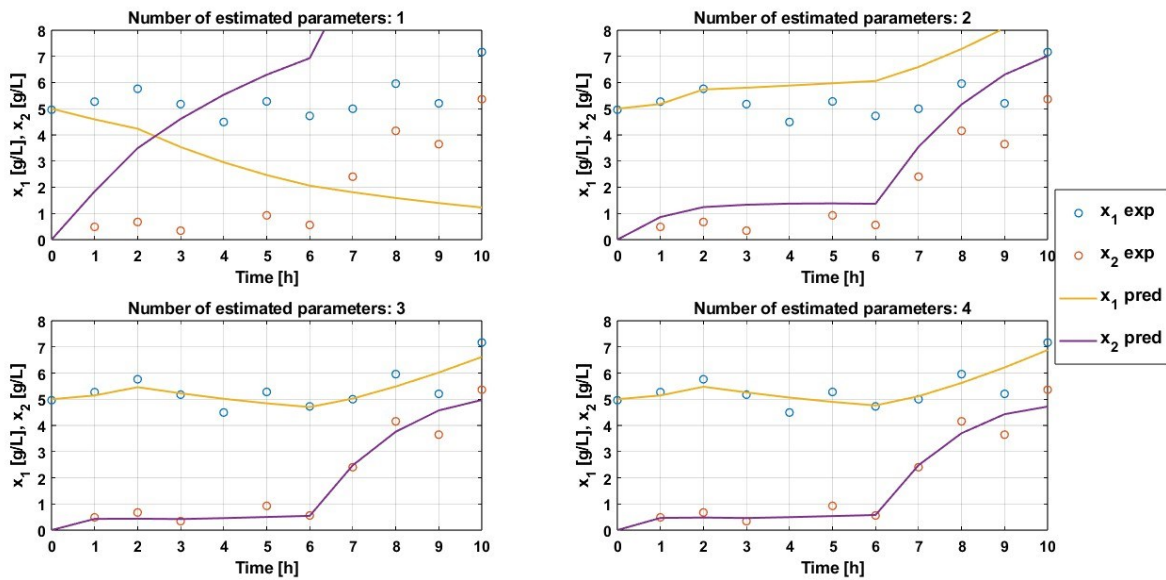 Number of estimated parameters: 1
8
7
6
5
4
3
2
1
0
x₁ [g/L], x₂ [g/L]
0 1 2 3 4 5 6 7 8 9 10
Time [h]
Number of estimated parameters: 2
8
7
6
5
4
3
2
1
0
x₁ [g/L], x₂ [g/L]
0 1 2 3 4 5 6 7 8 9 10
Time [h]
x₁ exp
x₂ exp
x₁ pred
x₂ pred
Number of estimated parameters: 3
8
7
6
5
4
3
2
1
0
x₁ [g/L], x₂ [g/L]
0 1 2 3 4 5 6 7 8 9 10
Time [h]
Number of estimated parameters: 4
8
7
6
5
4
3
2
1
0
x₁ [g/L], x₂ [g/L]
0 1 2 3 4 5 6 7 8 9 10
Time [h]